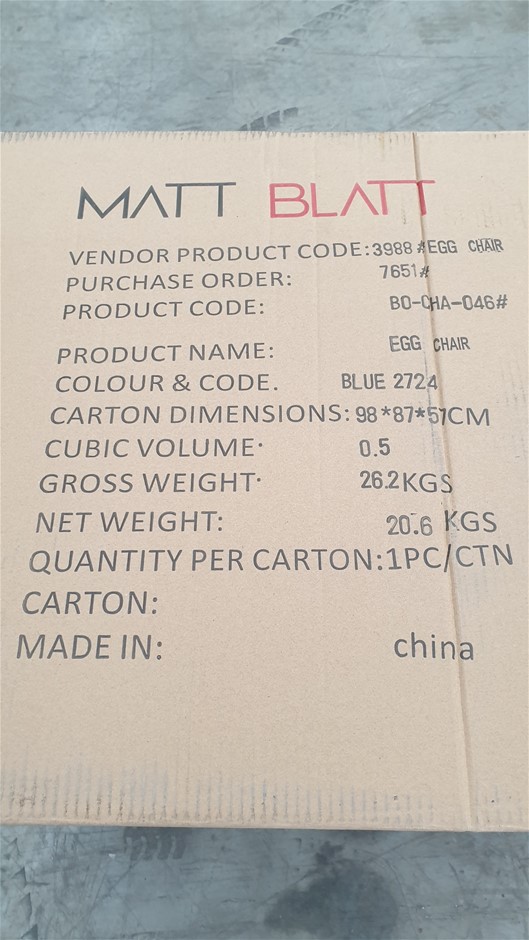 MATT BLATT
VENDOR PRODUCT CODE:3988 #EGG CHAIR
PURCHASE ORDER: 7651#
PRODUCT CODE: BO-CHA-046#
PRODUCT NAME: EGG CHAIR
COLOUR & CODE. BLUE 2724
CARTON DIMENSIONS: 98*87*57CM
CUBIC VOLUME· 0.5
GROSS WEIGHT· 26.2KGS
NET WEIGHT: 20.6 KGS
QUANTITY PER CARTON:1PC/CTN
CARTON:
MADE IN: china